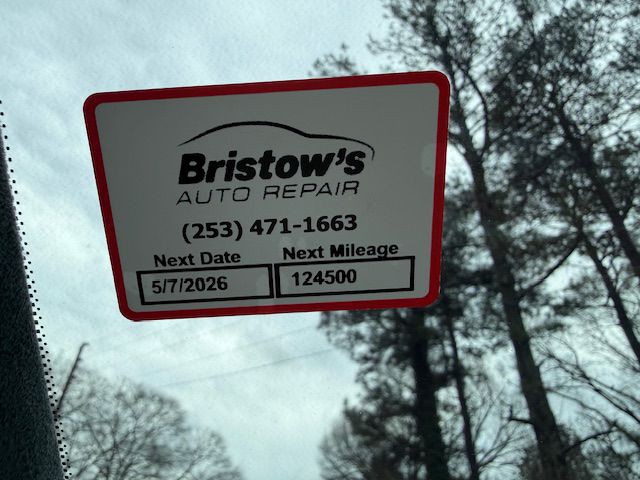 Bristow's
AUTO REPAIR
(253) 471-1663
Next Date Next Mileage
5/7/2026 124500